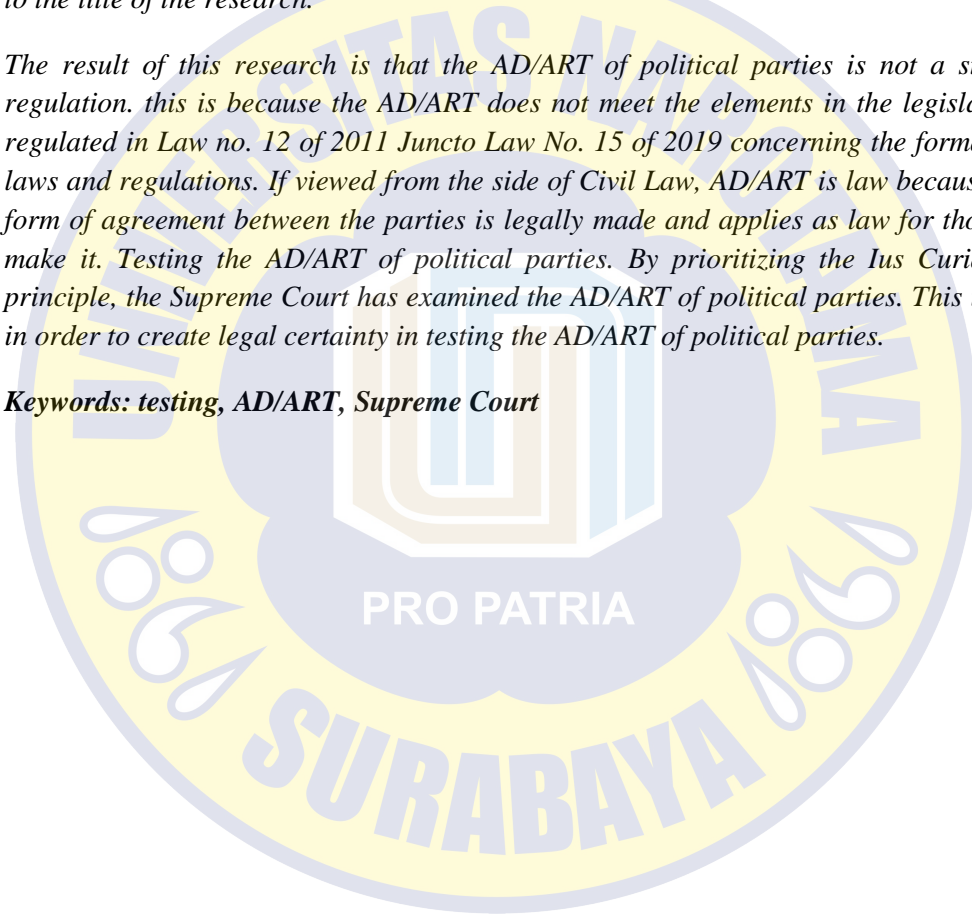 to the title of the research.
The result of this research is that the AD/ART of political parties is not a
regulation. this is because the AD/ART does not meet the elements in the
regulated in Law no. 12 of 2011 Juncto Law No. 15 of 2019 concerning the
laws and regulations. If viewed from the side of Civil Law, AD/ART is law
form of agreement between the parties is legally made and applies as law for
make it. Testing the AD/ART of political parties. By prioritizing the Ius
principle, the Supreme Court has examined the AD/ART of political parties. This
in order to create legal certainty in testing the AD/ART of political parties.
Keywords: testing, AD/ART, Supreme Court
UNIVERSITAS NAROTAMA
PRO PATRIA
SURABAYA